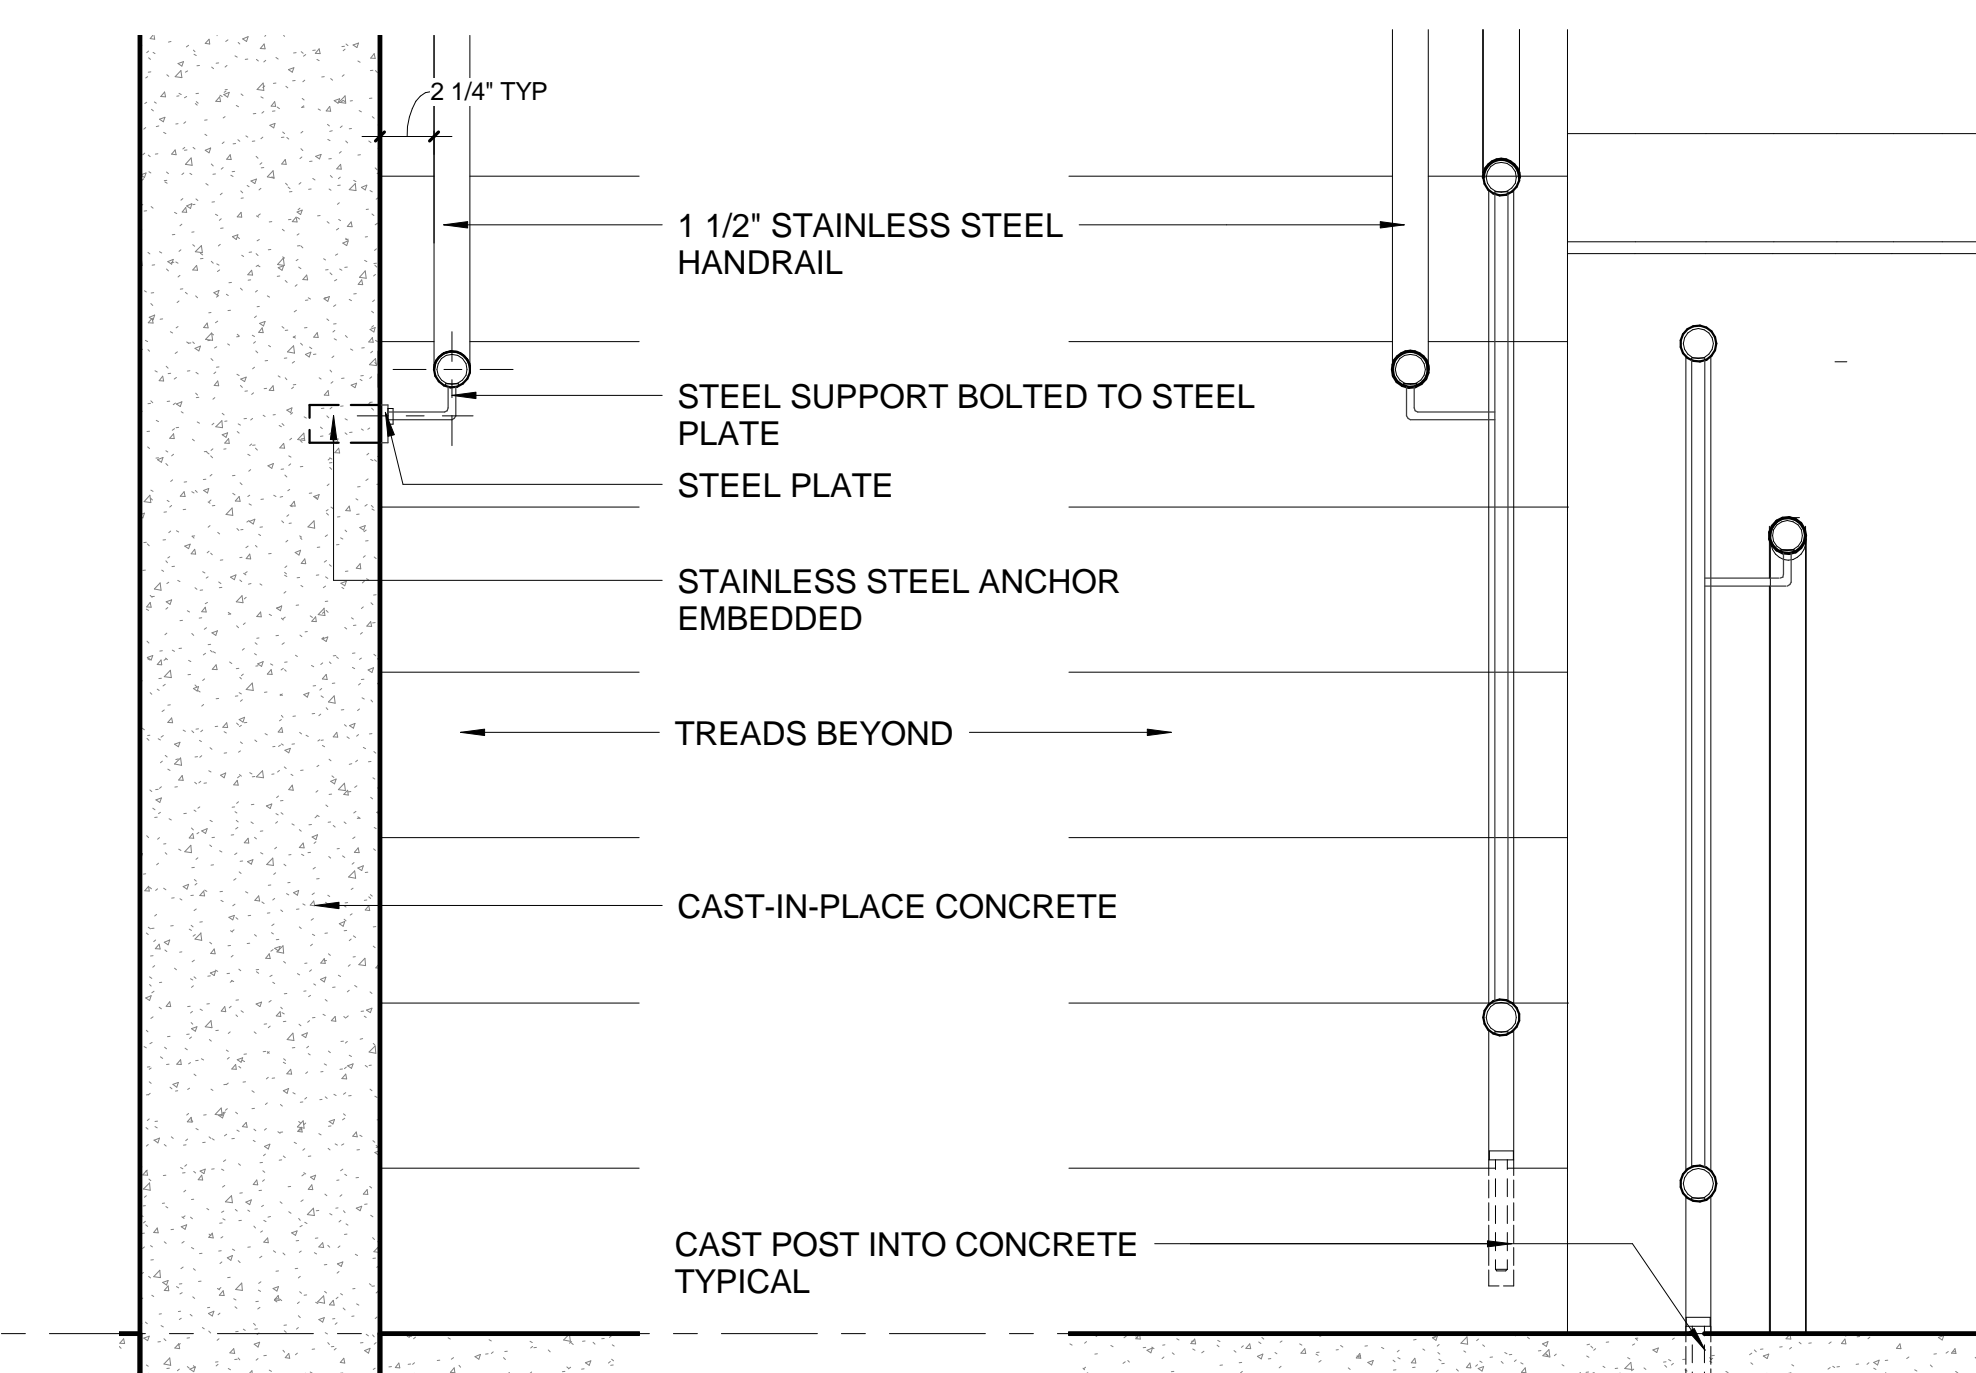 2 1/4" TYP
1 1/2" STAINLESS STEEL
HANDRAIL
STEEL SUPPORT BOLTED TO STEEL
PLATE
STEEL PLATE
STAINLESS STEEL ANCHOR
EMBEDDED
TREADS BEYOND
CAST-IN-PLACE CONCRETE
CAST POST INTO CONCRETE
TYPICAL